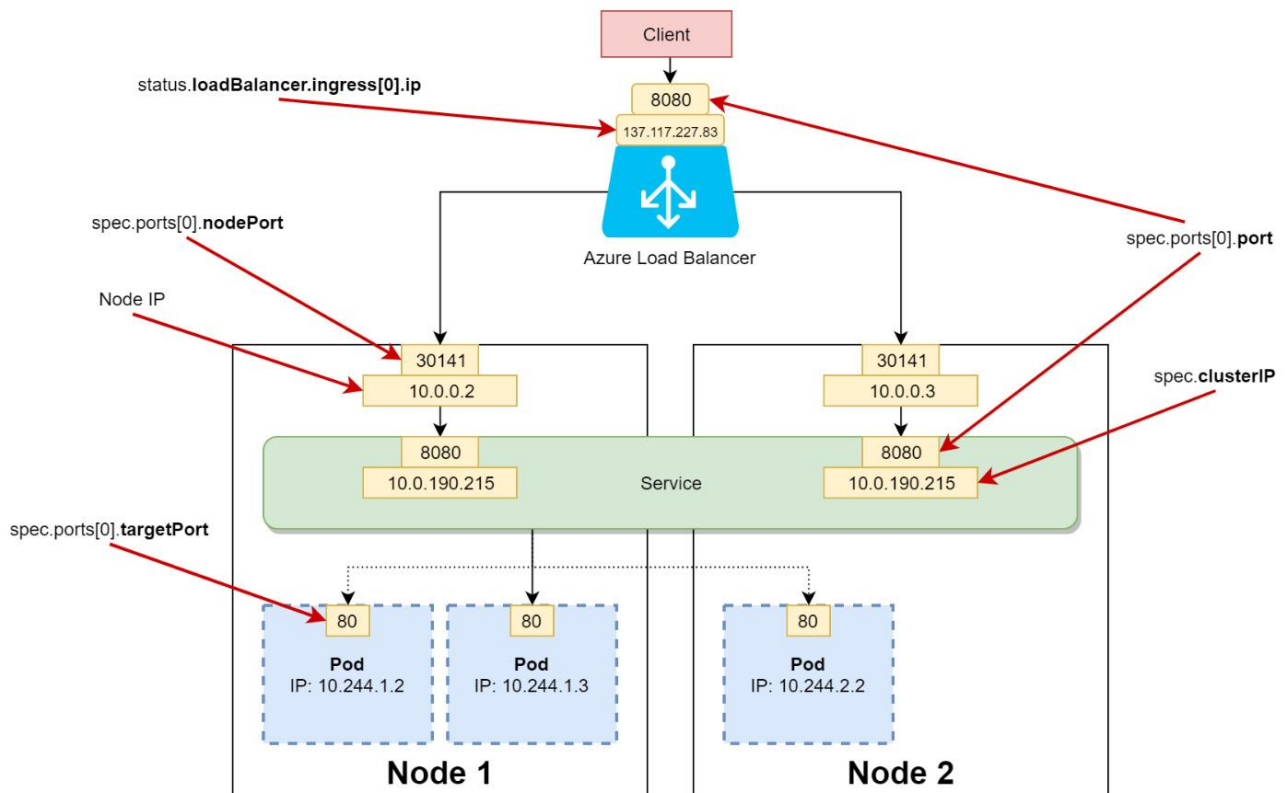 Client
status.loadBalancer.ingress[0].ip
8080
137.117.227.83
spec.ports[0].nodePort
spec.ports[0].port
Azure Load Balancer
Node IP
30141
30141
10.0.0.2
10.0.0.3
spec.clusterIP
8080
8080
10.0.190.215
Service
10.0.190.215
spec.ports[0].targetPort
80
80
80
Pod
IP: 10.244.1.2
Pod
IP: 10.244.1.3
Pod
IP: 10.244.2.2
Node 1
Node 2